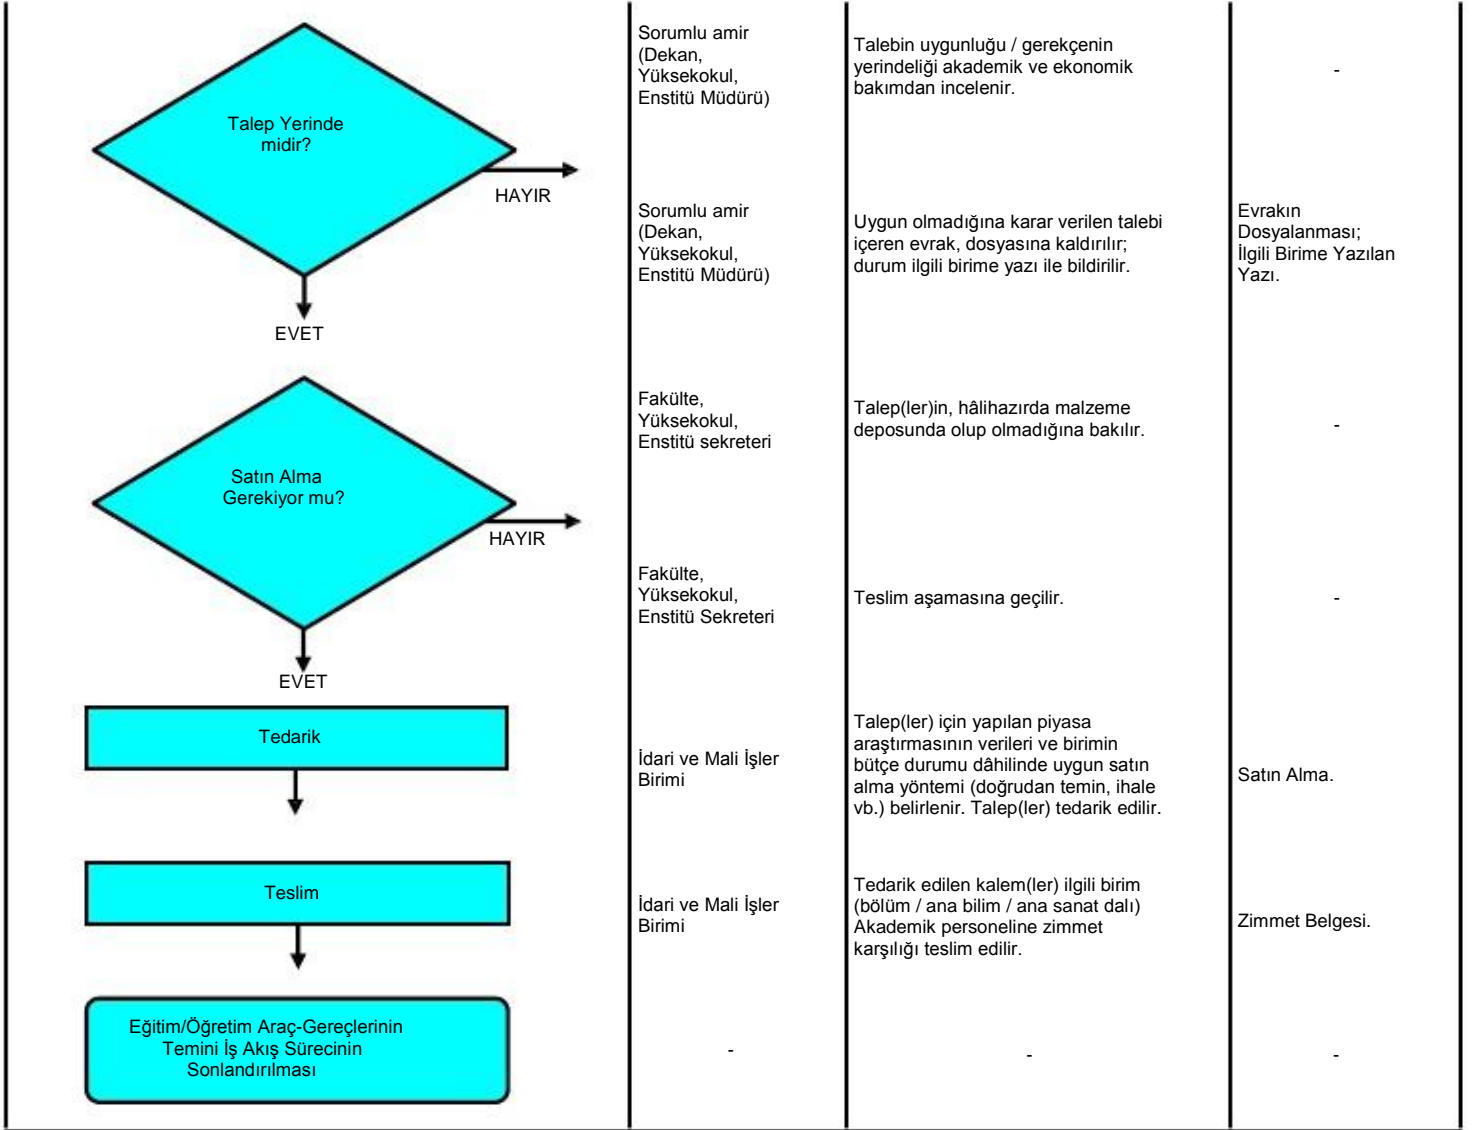 Talep Yerinde
midir?
HAYIR
EVET
Sorumlu amir
(Dekan,
Yüksekokul,
Enstitü Müdürü)
Talebin uygunluğu / gerekçenin
yerindeliği akademik ve ekonomik
bakımdan incelenir.
-
Sorumlu amir
(Dekan,
Yüksekokul,
Enstitü Müdürü)
Uygun olmadığına karar verilen talebi
içeren evrak, dosyasına kaldırılır;
durum ilgili birime yazı ile bildirilir.
Evrakın
Dosyalanması;
İlgili Birime Yazılan
Yazı.
Satın Alma
Gerekiyor mu?
HAYIR
EVET
Fakülte,
Yüksekokul,
Enstitü sekreteri
Talep(ler)in, hâlihazırda malzeme
deposunda olup olmadığına bakılır.
-
Fakülte,
Yüksekokul,
Enstitü Sekreteri
Teslim aşamasına geçilir.
-
Tedarik
İdari ve Mali İşler
Birimi
Talep(ler) için yapılan piyasa
araştırmasının verileri ve birimin
bütçe durumu dâhilinde uygun satın
alma yöntemi (doğrudan temin, ihale
vb.) belirlenir. Talep(ler) tedarik edilir.
Satın Alma.
Teslim
İdari ve Mali İşler
Birimi
Tedarik edilen kalem(ler) ilgili birim
(bölüm / ana bilim / ana sanat dalı)
Akademik personeline zimmet
karşılığı teslim edilir.
Zimmet Belgesi.
Eğitim/Öğretim Araç-Gereçlerinin
Temini İş Akış Sürecinin
Sonlandırılması
-
-
-